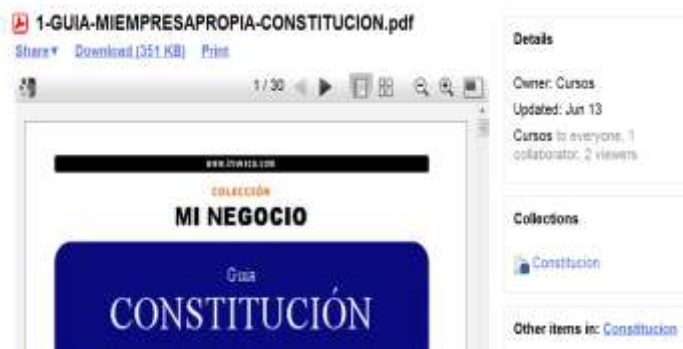 1-GUIA-MIEMPRESAPROPIA-CONSTITUCION.pdf
Share Download (351 KB) Print
1 / 30
COLECCIÓN
MI NEGOCIO
Guia
CONSTITUCIÓN
Details
Owner: Cursos
Updated: Jun 13
Cursos to everyone, 1
collaborator, 2 viewers
Collections
Constitucion
Other items in: Constitucion